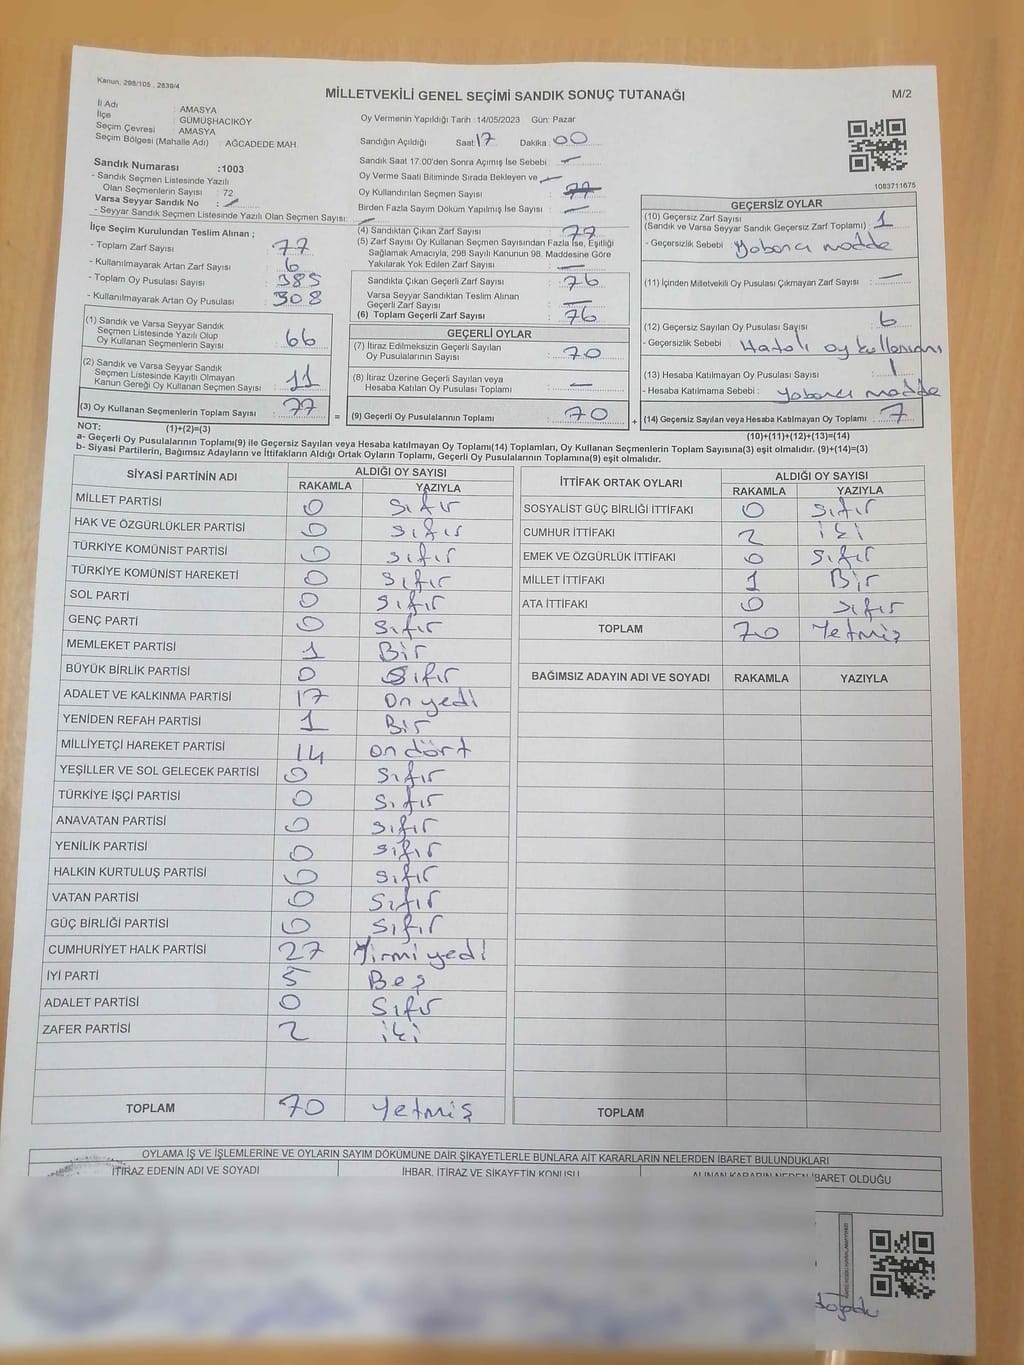 Kanun, 298/105 , 2839/4
MİLLETVEKİLİ GENEL SEÇİMİ SANDIK SONUÇ TUTANAĞI
M/2
İl Adı : AMASYA
İlçe : GÜMÜŞHACIKÖY
Seçim Çevresi : AMASYA
Seçim Bölgesi (Mahalle Adı) : AĞCADEDE MAH.
Sandık Numarası :1003
- Sandık Seçmen Listesinde Yazılı
Olan Seçmenlerin Sayısı : 72
Varsa Seyyar Sandık No :
- Seyyar Sandık Seçmen Listesinde Yazılı Olan Seçmen Sayısı:
İlçe Seçim Kurulundan Teslim Alınan ;
- Toplam Zarf Sayısı : 77
- Kullanılmayarak Artan Zarf Sayısı : 6
- Toplam Oy Pusulası Sayısı : 385
- Kullanılmayarak Artan Oy Pusulası : 308
(1) Sandık ve Varsa Seyyar Sandık
Seçmen Listesinde Yazılı Olup
Oy Kullanan Seçmenlerin Sayısı : 66
(2) Sandık ve Varsa Seyyar Sandık
Seçmen Listesinde Kayıtlı Olmayan
Kanun Gereği Oy Kullanan Seçmen Sayısı : 11
(3) Oy Kullanan Seçmenlerin Toplam Sayısı : 77
(1)+(2)=(3)
Oy Vermenin Yapıldığı Tarih : 14/05/2023 Gün: Pazar
Sandığın Açıldığı Saat : 17 Dakika : 00
Sandık Saat 17:00'den Sonra Açımış İse Sebebi : —
Oy Verme Saati Bitiminde Sırada Bekleyen ve —
Oy Kullandırılan Seçmen Sayısı : 77
Birden Fazla Sayım Döküm Yapılmış İse Sayısı : —
(4) Sandıktan Çıkan Zarf Sayısı : 77
(5) Zarf Sayısı Oy Kullanan Seçmen Sayısından Fazla İse, Eşitliği
Sağlamak Amacıyla, 298 Sayılı Kanunun 98. Maddesine Göre
Yakılarak Yok Edilen Zarf Sayısı : —
Sandıkta Çıkan Geçerli Zarf Sayısı : 76
Varsa Seyyar Sandıktan Teslim Alınan
Geçerli Zarf Sayısı : —
(6) Toplam Geçerli Zarf Sayısı : 76
GEÇERLİ OYLAR
(7) İtiraz Edilmeksizin Geçerli Sayılan
Oy Pusulalarının Sayısı : 70
(8) İtiraz Üzerine Geçerli Sayılan veya
Hesaba Katılan Oy Pusulası Toplamı : —
= (9) Geçerli Oy Pusulalarının Toplamı : 70
1083711675
GEÇERSİZ OYLAR
(10) Geçersiz Zarf Sayısı
(Sandık ve Varsa Seyyar Sandık Geçersiz Zarf Toplamı) : 1
- Geçersizlik Sebebi : Yabancı madde
(11) İçinden Milletvekili Oy Pusulası Çıkmayan Zarf Sayısı : —
(12) Geçersiz Sayılan Oy Pusulası Sayısı : 6
- Geçersizlik Sebebi : Hatalı oy kullanımı
(13) Hesaba Katılmayan Oy Pusulası Sayısı : 1
- Hesaba Katılmama Sebebi : Yabancı madde
+ (14) Geçersiz Sayılan veya Hesaba Katılmayan Oy Toplamı : 7
(10)+(11)+(12)+(13)=(14)
NOT:
a- Geçerli Oy Pusulalarının Toplamı(9) ile Geçersiz Sayılan veya Hesaba katılmayan Oy Toplamı(14) Toplamları, Oy Kullanan Seçmenlerin Toplam Sayısına(3) eşit olmalıdır. (9)+(14)=(3)
b- Siyasi Partilerin, Bağımsız Adayların ve İttifakların Aldığı Ortak Oyların Toplamı, Geçerli Oy Pusulalarının Toplamına(9) eşit olmalıdır.
SİYASİ PARTİNİN ADI ALDIĞI OY SAYISI
RAKAMLA YAZIYLA
MİLLET PARTİSİ 0 sıfır
HAK VE ÖZGÜRLÜKLER PARTİSİ 0 sıfır
TÜRKİYE KOMÜNİST PARTİSİ 0 sıfır
TÜRKİYE KOMÜNİST HAREKETİ 0 sıfır
SOL PARTİ 0 sıfır
GENÇ PARTİ 0 sıfır
MEMLEKET PARTİSİ 1 Bir
BÜYÜK BİRLİK PARTİSİ 0 sıfır
ADALET VE KALKINMA PARTİSİ 17 On yedi
YENİDEN REFAH PARTİSİ 1 Bir
MİLLİYETÇİ HAREKET PARTİSİ 14 on dört
YEŞİLLER VE SOL GELECEK PARTİSİ 0 sıfır
TÜRKİYE İŞÇİ PARTİSİ 0 sıfır
ANAVATAN PARTİSİ 0 sıfır
YENİLİK PARTİSİ 0 sıfır
HALKIN KURTULUŞ PARTİSİ 0 sıfır
VATAN PARTİSİ 0 sıfır
GÜÇ BİRLİĞİ PARTİSİ 0 sıfır
CUMHURİYET HALK PARTİSİ 27 Yirmi yedi
İYİ PARTİ 5 Beş
ADALET PARTİSİ 0 Sıfır
ZAFER PARTİSİ 2 iki
TOPLAM 70 Yetmiş
İTTİFAK ORTAK OYLARI ALDIĞI OY SAYISI
RAKAMLA YAZIYLA
SOSYALİST GÜÇ BİRLİĞİ İTTİFAKI 0 sıfır
CUMHUR İTTİFAKI 2 iki
EMEK VE ÖZGÜRLÜK İTTİFAKI 0 sıfır
MİLLET İTTİFAKI 1 Bir
ATA İTTİFAKI 0 sıfır
TOPLAM 70 Yetmiş
BAĞIMSIZ ADAYIN ADI VE SOYADI RAKAMLA YAZIYLA
TOPLAM
OYLAMA İŞ VE İŞLEMLERİNE VE OYLARIN SAYIM DÖKÜMÜNE DAİR ŞİKAYETLERLE BUNLARA AİT KARARLARIN NELERDEN İBARET BULUNDUKLARI
İTİRAZ EDENİN ADI VE SOYADI İHBAR, İTİRAZ VE ŞİKAYETİN KONUSU ALINAN KARARIN NEDEN İBARET OLDUĞU